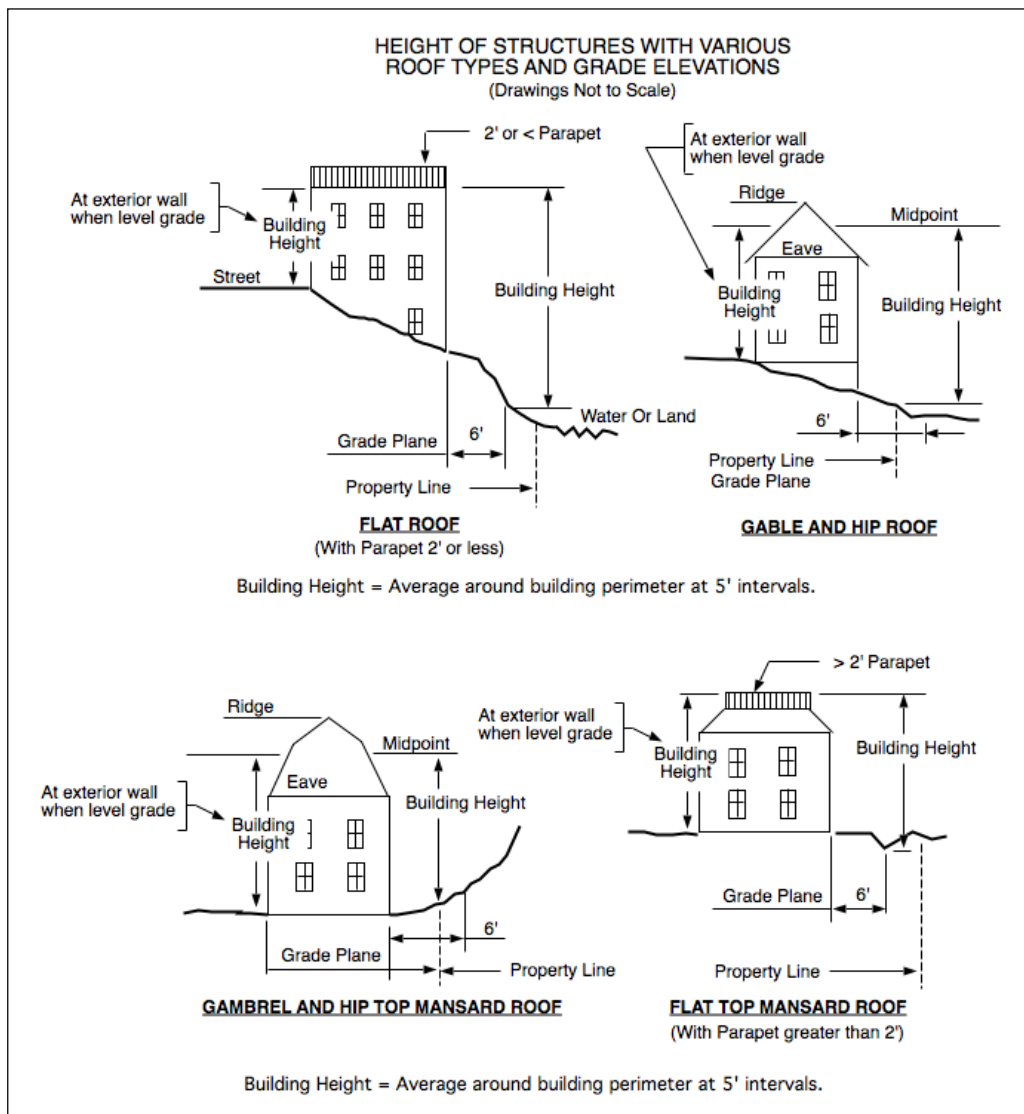 HEIGHT OF STRUCTURES WITH VARIOUS
ROOF TYPES AND GRADE ELEVATIONS
(Drawings Not to Scale)
2' or < Parapet
At exterior wall
when level grade
Building
Height
Street
Building Height
Water Or Land
Grade Plane
6'
Property Line
FLAT ROOF
(With Parapet 2' or less)
At exterior wall
when level grade
Ridge
Midpoint
Eave
Building
Height
Building Height
6'
Property Line
Grade Plane
GABLE AND HIP ROOF
Building Height = Average around building perimeter at 5' intervals.
Ridge
Midpoint
Eave
At exterior wall
when level grade
Building
Height
Building Height
6'
Grade Plane
Property Line
GAMBREL AND HIP TOP MANSARD ROOF
> 2' Parapet
At exterior wall
when level grade
Building
Height
Building Height
Grade Plane
6'
Property Line
FLAT TOP MANSARD ROOF
(With Parapet greater than 2')
Building Height = Average around building perimeter at 5' intervals.